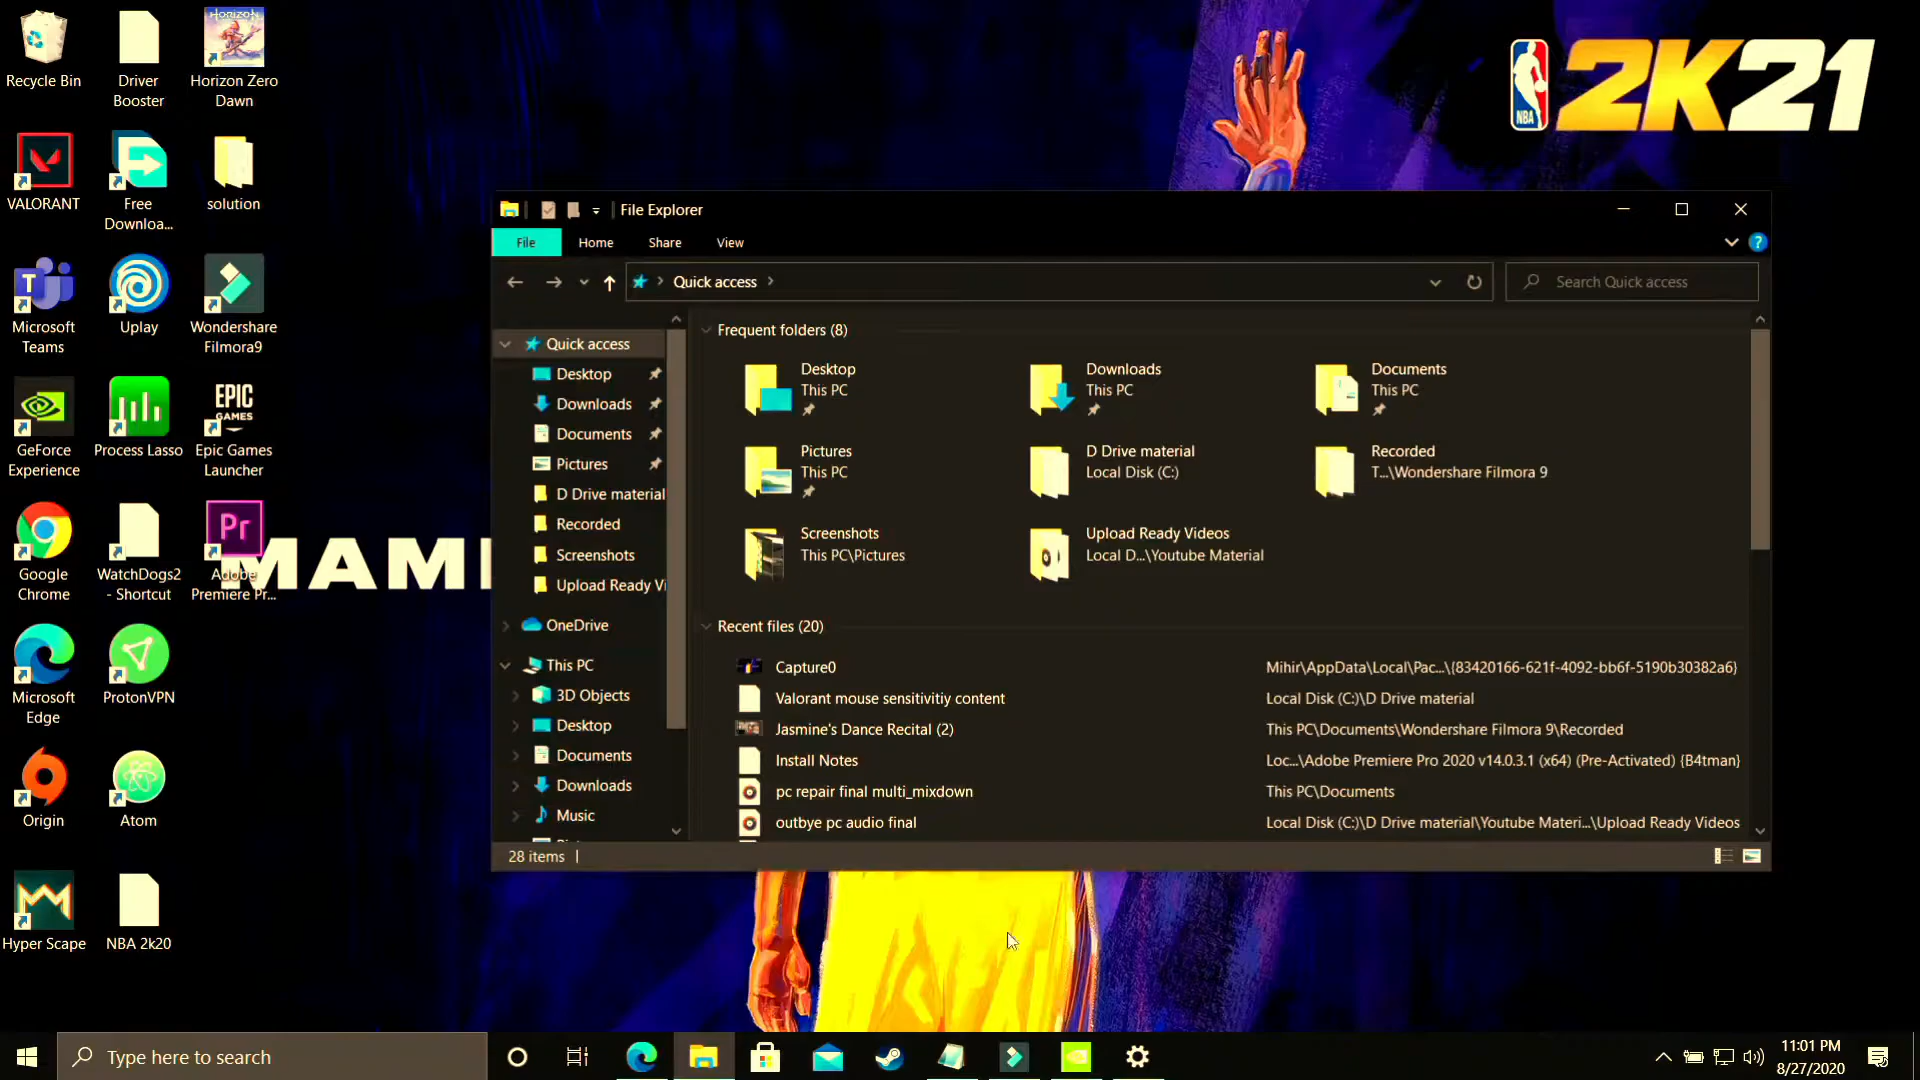 Recycle Bin
Driver
Booster
Horizon Zero
Dawn
VALORANT
Free
Downloa...
solution
Microsoft
Teams
Uplay
Wondershare
Filmora9
GeForce
Experience
Process Lasso
EPIC
GAMES
Epic Games
Launcher
Google
Chrome
WatchDogs2
- Shortcut
Pr
Adobe
Premiere Pr...
Microsoft
Edge
ProtonVPN
Origin
Atom
Hyper Scape
NBA 2k20
NBA
2K21
MAM
File Explorer
File
Home
Share
View
Quick access
Search Quick access
Quick access
Desktop
Downloads
Documents
Pictures
D Drive material
Recorded
Screenshots
Upload Ready Vi
OneDrive
This PC
3D Objects
Desktop
Documents
Downloads
Music
Frequent folders (8)
Desktop
This PC
Downloads
This PC
Documents
This PC
Pictures
This PC
D Drive material
Local Disk (C:)
Recorded
T...\Wondershare Filmora 9
Screenshots
This PC\Pictures
Upload Ready Videos
Local D...\Youtube Material
Recent files (20)
Capture0 Mihir\AppData\Local\Pac...\{83420166-621f-4092-bb6f-5190b30382a6}
Valorant mouse sensitivitiy content Local Disk (C:)\D Drive material
Jasmine's Dance Recital (2) This PC\Documents\Wondershare Filmora 9\Recorded
Install Notes Loc...\Adobe Premiere Pro 2020 v14.0.3.1 (x64) (Pre-Activated) {B4tman}
pc repair final multi_mixdown This PC\Documents
outbye pc audio final Local Disk (C:)\D Drive material\Youtube Materi...\Upload Ready Videos
28 items
Type here to search
11:01 PM
8/27/2020